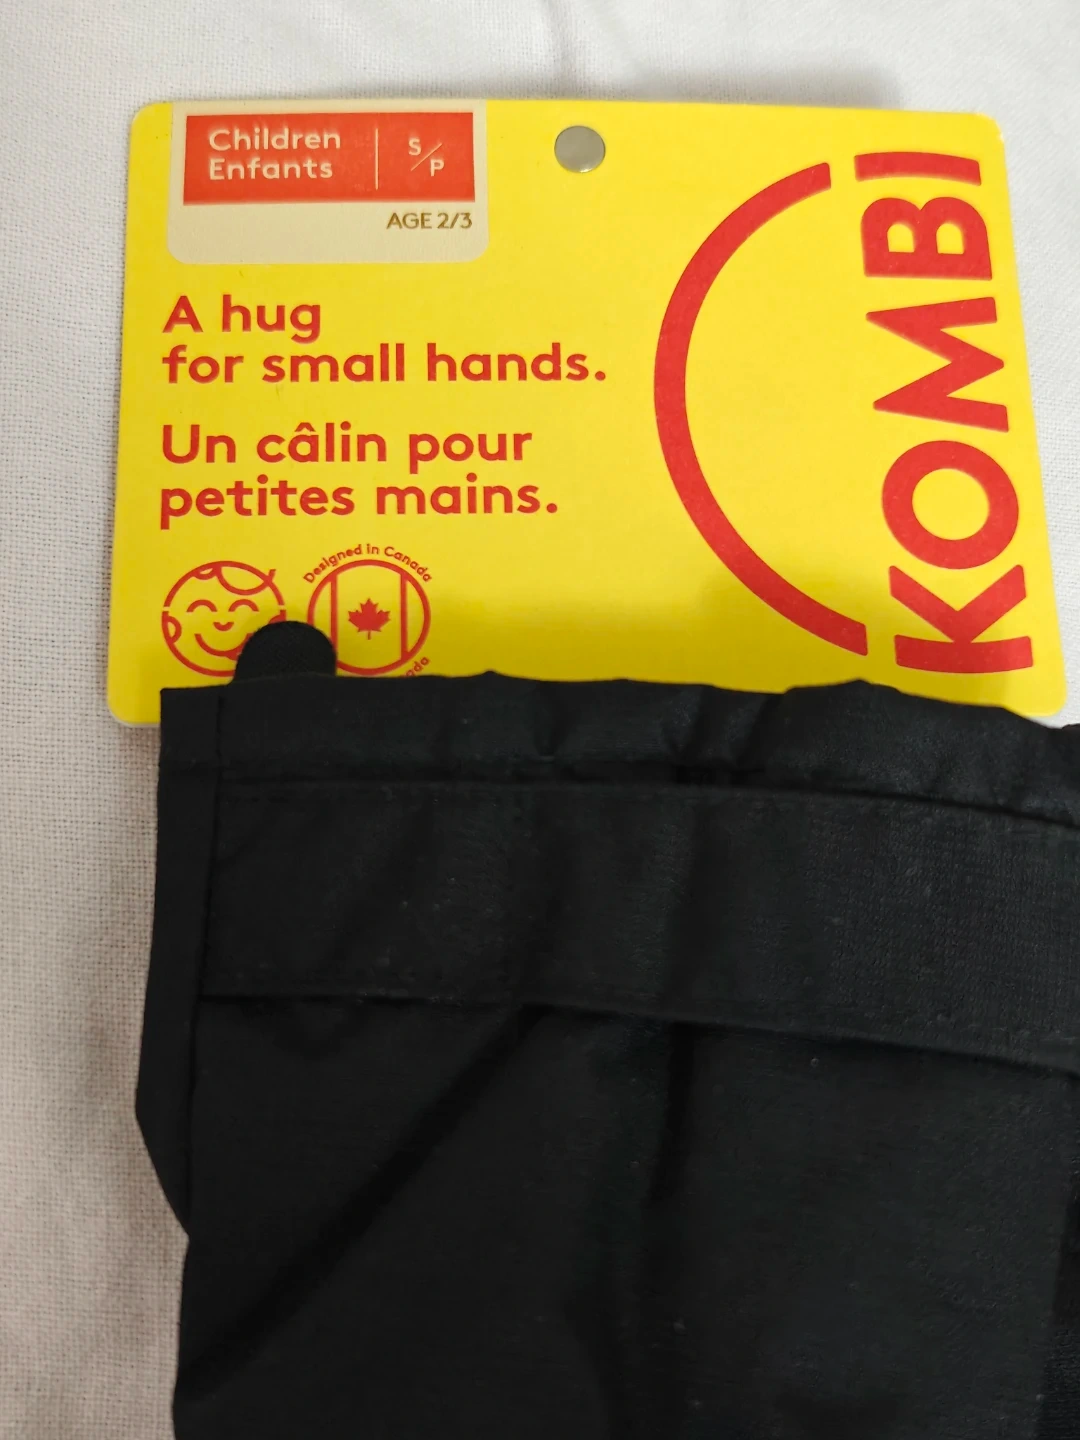 Children
Enfants
S/P
AGE 2/3
A hug
for small hands.
Un câlin pour
petites mains.
Designed in Canada
KOMBI